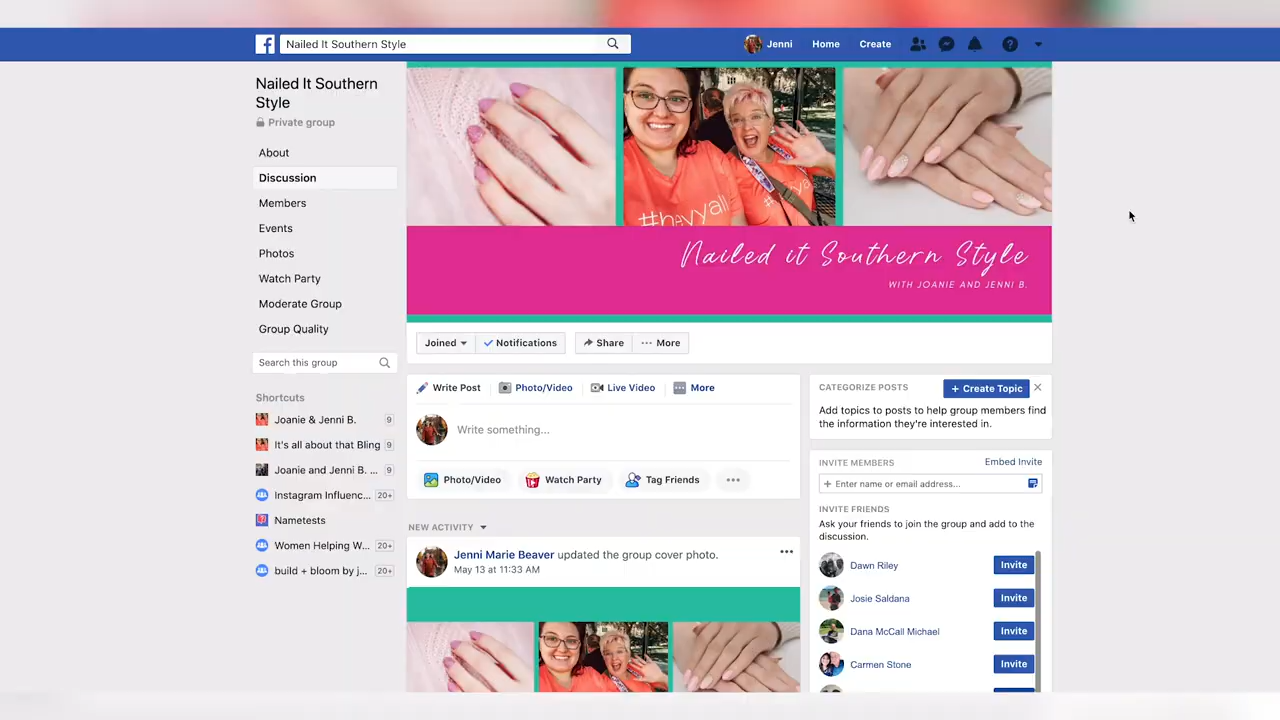 Nailed It Southern Style
Jenni
Home
Create
Nailed It Southern
Style
Private group
About
Discussion
Members
Events
Photos
Watch Party
Moderate Group
Group Quality
Search this group
Shortcuts
Joanie & Jenni B. 9
It's all about that Bling 9
Joanie and Jenni B. ... 9
Instagram Influenc... 20+
Nametests
Women Helping W... 20+
build + bloom by j... 20+
#heyyall
#heyyall
Nailed it Southern Style
WITH JOANIE AND JENNI B.
Joined
Notifications
Share
More
Write Post
Photo/Video
Live Video
More
Write something...
Photo/Video
Watch Party
Tag Friends
NEW ACTIVITY
Jenni Marie Beaver updated the group cover photo.
May 13 at 11:33 AM
CATEGORIZE POSTS
+ Create Topic
Add topics to posts to help group members find
the information they're interested in.
INVITE MEMBERS
Embed Invite
+ Enter name or email address...
INVITE FRIENDS
Ask your friends to join the group and add to the
discussion.
Dawn Riley Invite
Josie Saldana Invite
Dana McCall Michael Invite
Carmen Stone Invite